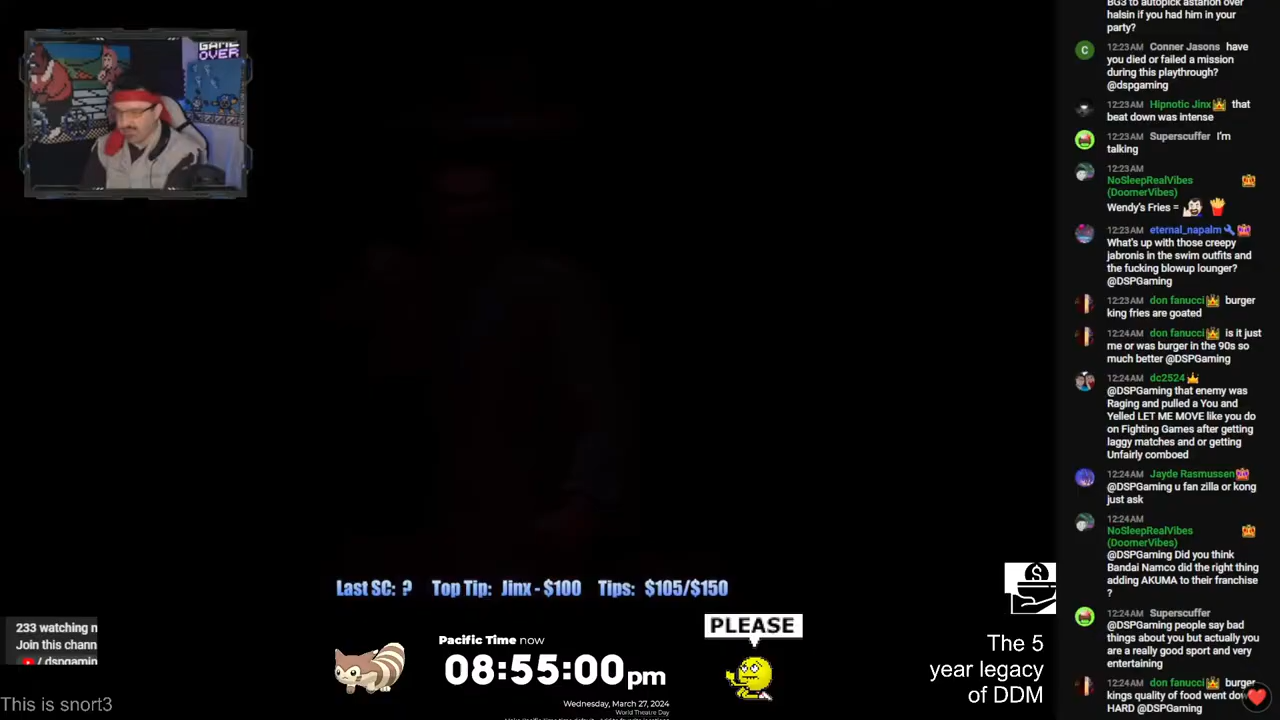 GAME
OVER
BG3 to autopick astarion over
halsin if you had him in your
party?
C
12:23AM Conner Jasons have
you died or failed a mission
during this playthrough?
@dspgaming
12:23AM Hipnotic Jinx that
beat down was intense
12:23AM Superscuffer I'm
talking
12:23AM
NoSleepRealVibes
(DoomerVibes)
Wendy's Fries =
12:23AM eternal_napalm
What's up with those creepy
jabronis in the swim outfits and
the fucking blowup lounger?
@DSPGaming
12:23AM don fanucci burger
king fries are goated
12:24AM don fanucci is it just
me or was burger in the 90s so
much better @DSPGaming
12:24AM dc2524
@DSPGaming that enemy was
Raging and pulled a You and
Yelled LET ME MOVE like you do
on Fighting Games after getting
laggy matches and or getting
Unfairly comboed
12:24AM Jayde Rasmussen
@DSPGaming u fan zilla or kong
just ask
12:24AM
NoSleepRealVibes
(DoomerVibes)
@DSPGaming Did you think
Bandai Namco did the right thing
adding AKUMA to their franchise
?
12:24AM Superscuffer
@DSPGaming people say bad
things about you but actually you
are a really good sport and very
entertaining
12:24AM don fanucci burger
kings quality of food went do
HARD @DSPGaming
Last SC: ? Top Tip: Jinx - $100 Tips: $105/$150
233 watching n
Join this chann
/ dspgamin
This is snort3
Pacific Time now
08:55:00pm
Wednesday, March 27, 2024
World Theatre Day
PLEASE
The 5
year legacy
of DDM